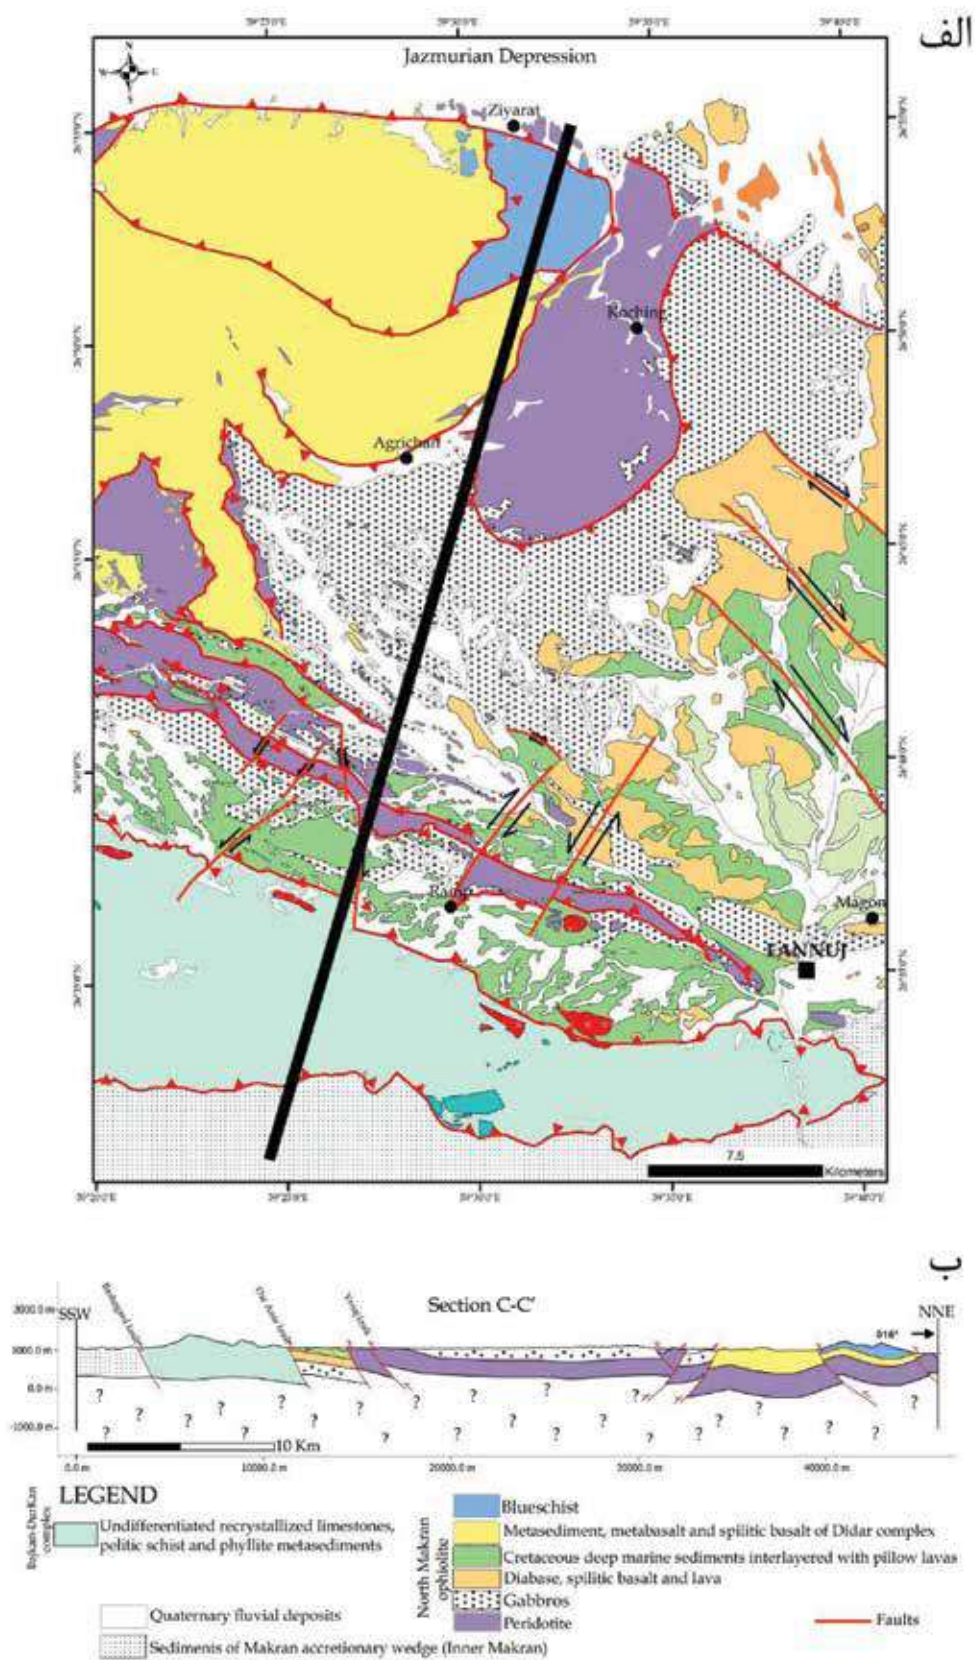 الف
Jazmurian Depression
N
W
E
S
Ziyarat
Koching
Agrichan
Ramp
Magon
FANNUJ
7.5
Kilometers
ب
Section C-C'
SSW
NNE
016°
1000.0 m
0.0 m
-1000.0 m
? ? ? ? ? ? ? ? ?
? ? ? ? ? ? ? ? ? ?
10 Km
0.0 m
10000.0 m
20000.0 m
30000.0 m
40000.0 m
LEGEND
Bajkan-DurKan complex
Undifferentiated recrystallized limestones,
pelitic schist and phyllite metasediments
Quaternary fluvial deposits
Sediments of Makran accretionary wedge (Inner Makran)
North Makran ophiolite
Blueschist
Metasediment, metabasalt and spilitic basalt of Didar complex
Cretaceous deep marine sediments interlayered with pillow lavas
Diabase, spilitic basalt and lava
Gabbros
Peridotite
Faults